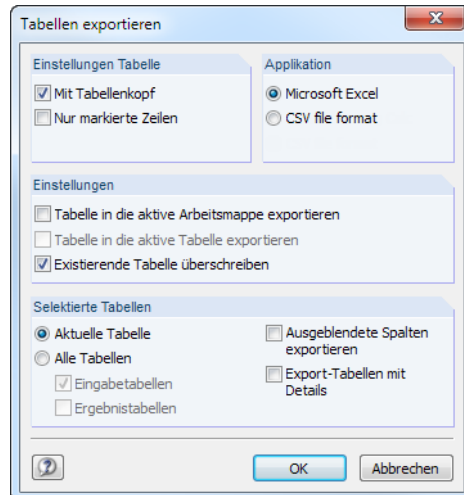 Tabellen exportieren
Einstellungen Tabelle
Mit Tabellenkopf
Nur markierte Zeilen
Applikation
Microsoft Excel
CSV file format
Einstellungen
Tabelle in die aktive Arbeitsmappe exportieren
Tabelle in die aktive Tabelle exportieren
Existierende Tabelle überschreiben
Selektierte Tabellen
Aktuelle Tabelle
Alle Tabellen
Eingabetabellen
Ergebnistabellen
Ausgeblendete Spalten
exportieren
Export-Tabellen mit
Details
OK
Abbrechen